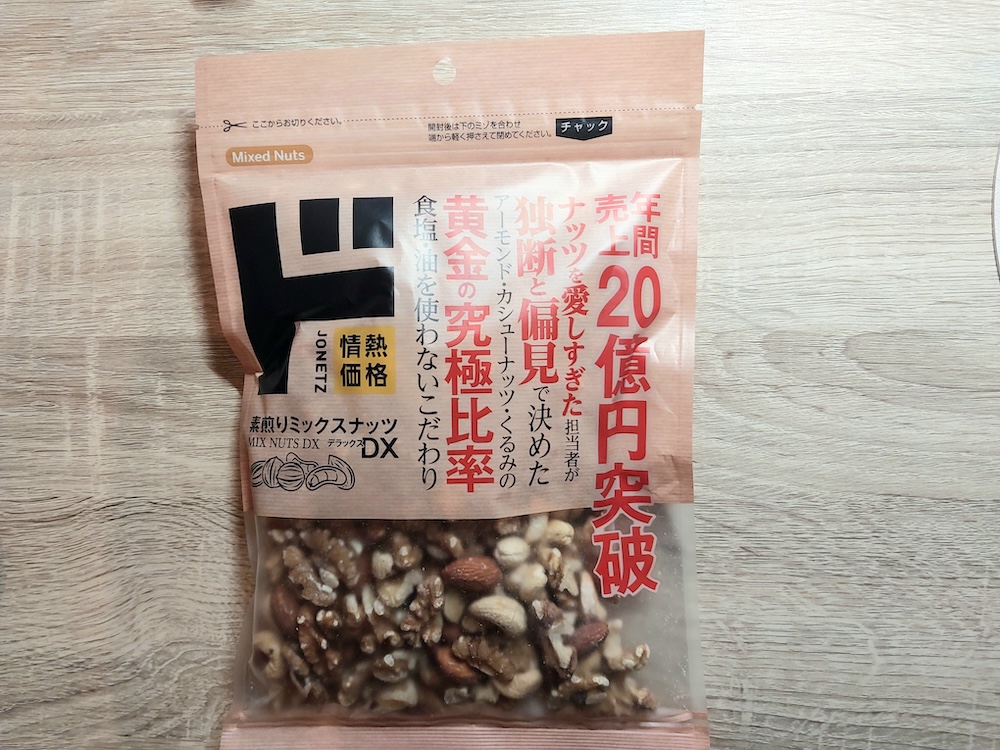 ここからお切りください。
開封後は下のミゾを合わせ
端から軽く押さえて閉めてください。
チャック
Mixed Nuts
年間
売上
20億円突破
ナッツを愛しすぎた担当者が
独断と偏見で決めた
アーモンド・カシューナッツ・くるみの
黄金の究極比率
食塩・油を使わないこだわり
ド
JONETZ
情熱
価格
素煎りミックスナッツ
MIX NUTS DX デラックス
DX